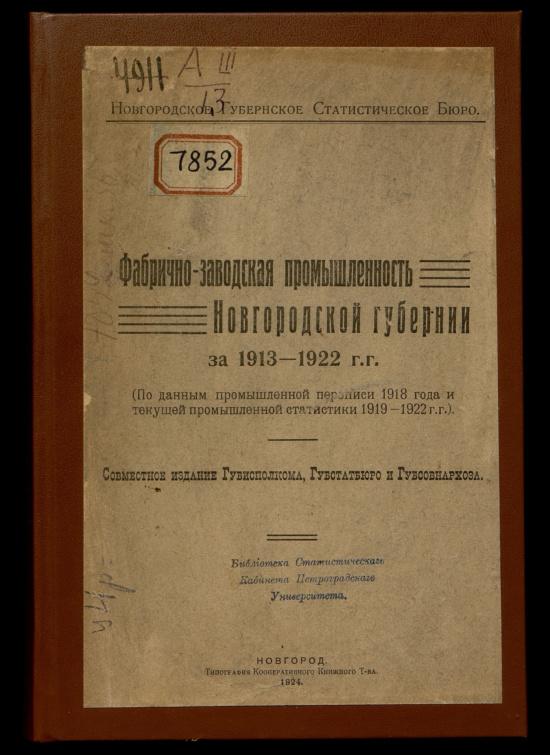 4911 А III
13
Новгородское Губернское Статистическое Бюро.
7852
Фабрично-заводская промышленность
Новгородской губернии
за 1913—1922 г.г.
(По данным промышленной переписи 1918 года и
текущей промышленной статистики 1919—1922 г.г.).
Совместное издание Губисполкома, Губстатбюро и Губсовнархоза.
Библіотека Статистическаго
Кабинета Петроградскаго
Университета.
НОВГОРОД.
Типография Кооперативного Книжного Т-ва.
1924.